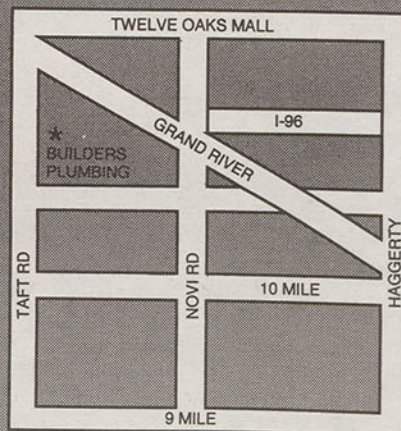 TWELVE OAKS MALL
I-96
GRAND RIVER
*
BUILDERS
PLUMBING
TAFT RD
NOVI RD
HAGGERTY
10 MILE
9 MILE